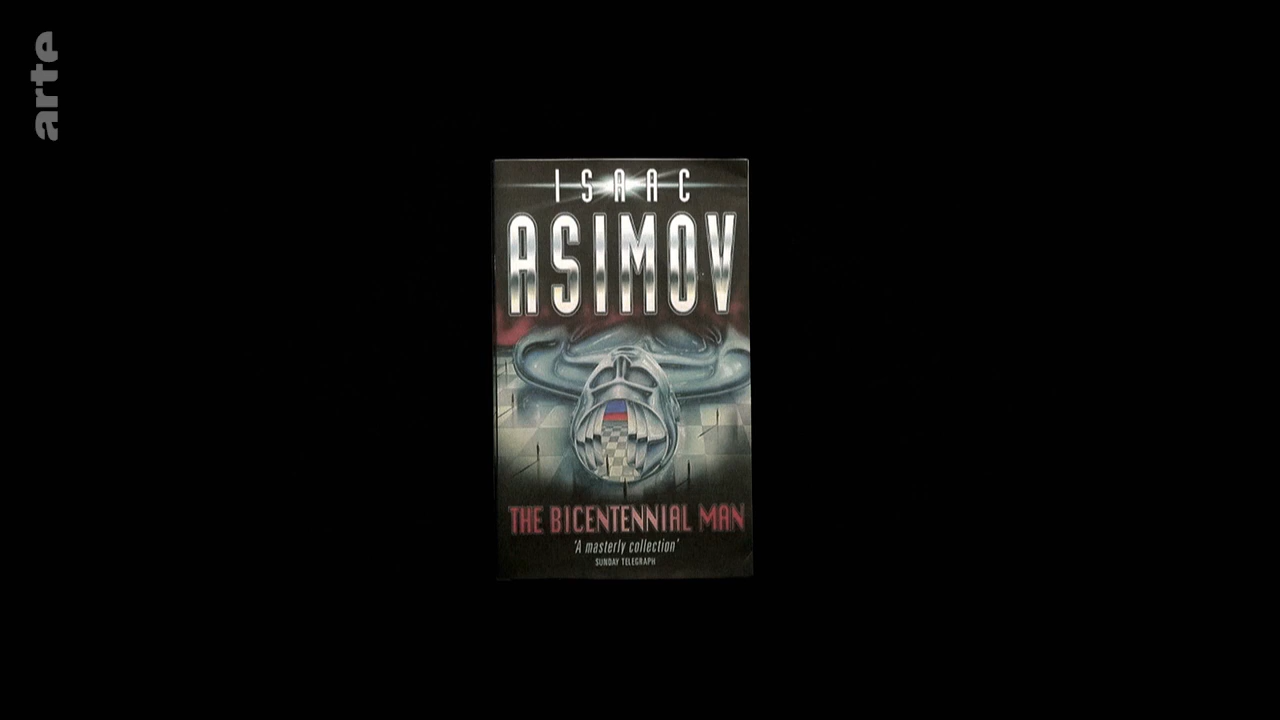 arte
ISAAC
ASIMOV
THE BICENTENNIAL MAN
'A masterly collection'
SUNDAY TELEGRAPH